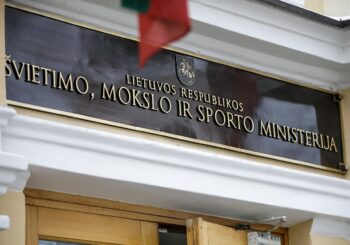 LIETUVOS RESPUBLIKOS
ŠVIETIMO, MOKSLO IR SPORTO MINISTERIJA